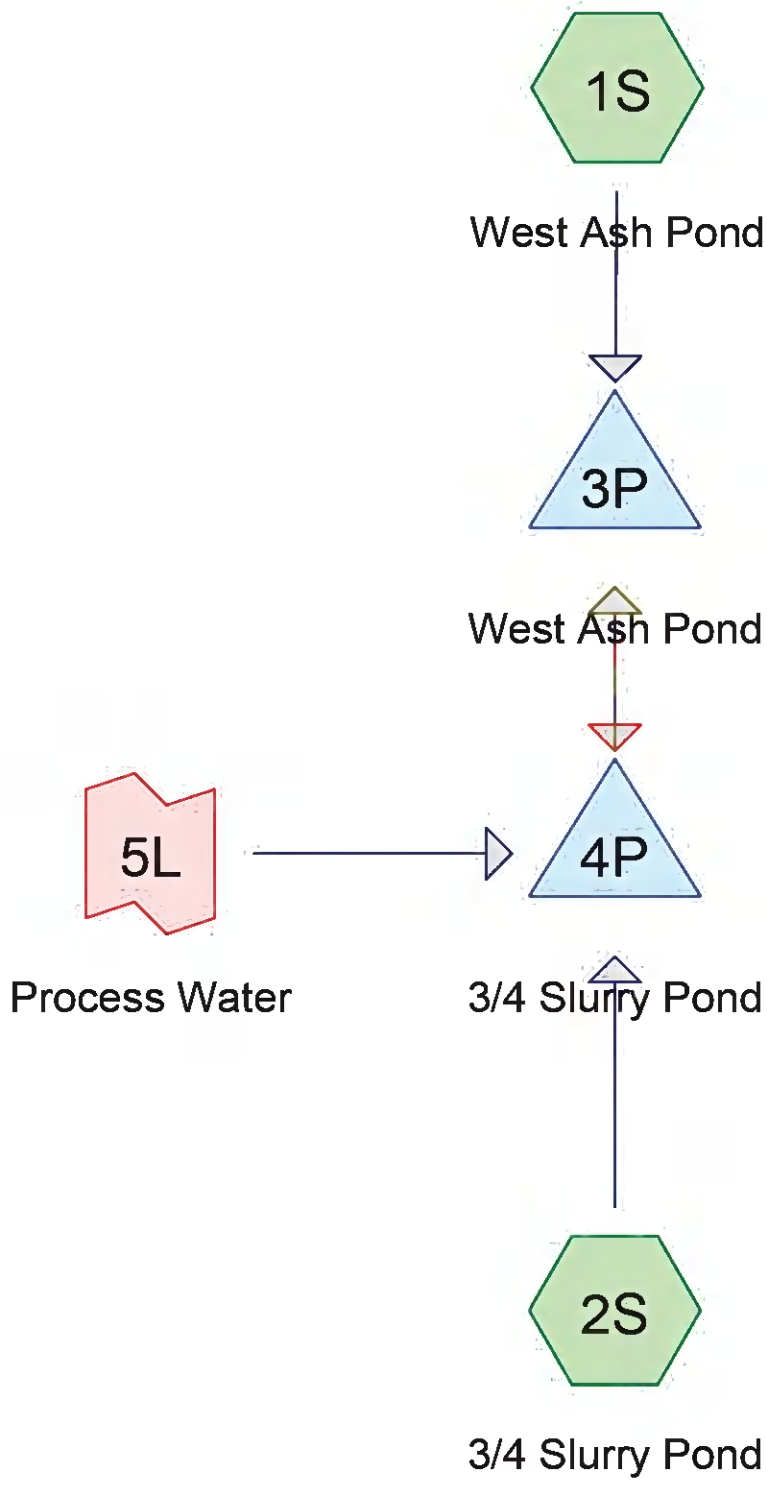 1S
West Ash Pond
3P
West Ash Pond
5L
4P
Process Water
3/4 Slurry Pond
2S
3/4 Slurry Pond